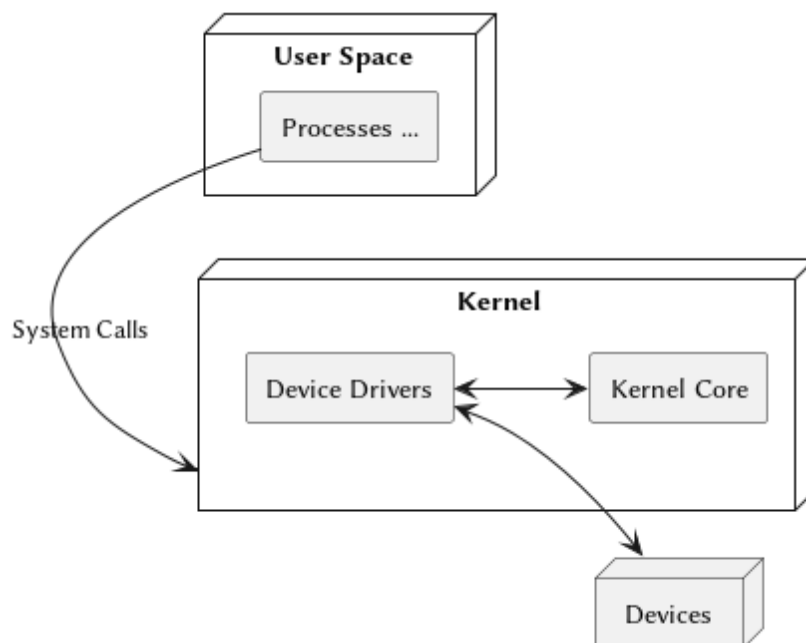 User Space
Processes ...
System Calls
Kernel
Device Drivers
Kernel Core
Devices